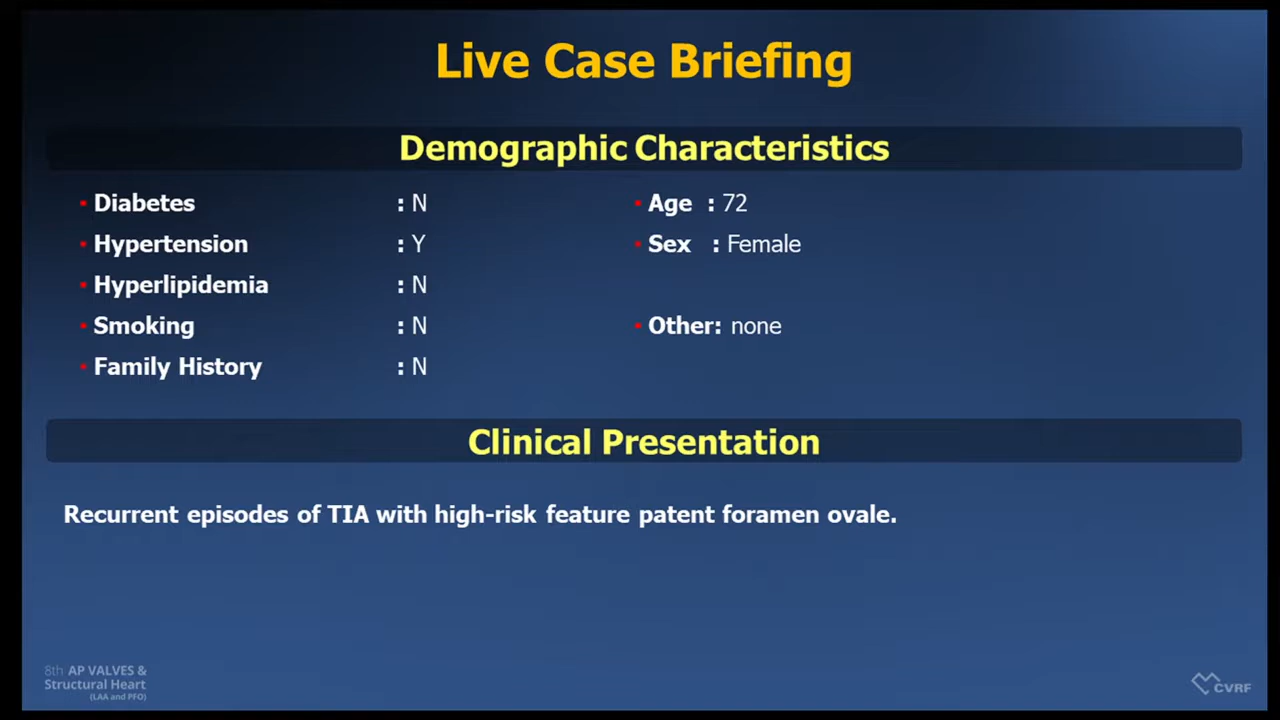 Live Case Briefing
Demographic Characteristics
• Diabetes : N
• Hypertension : Y
• Hyperlipidemia : N
• Smoking : N
• Family History : N
• Age : 72
• Sex : Female
• Other: none
Clinical Presentation
Recurrent episodes of TIA with high-risk feature patent foramen ovale.
8th AP VALVES &
Structural Heart
(LAA and PFO)
CVRF